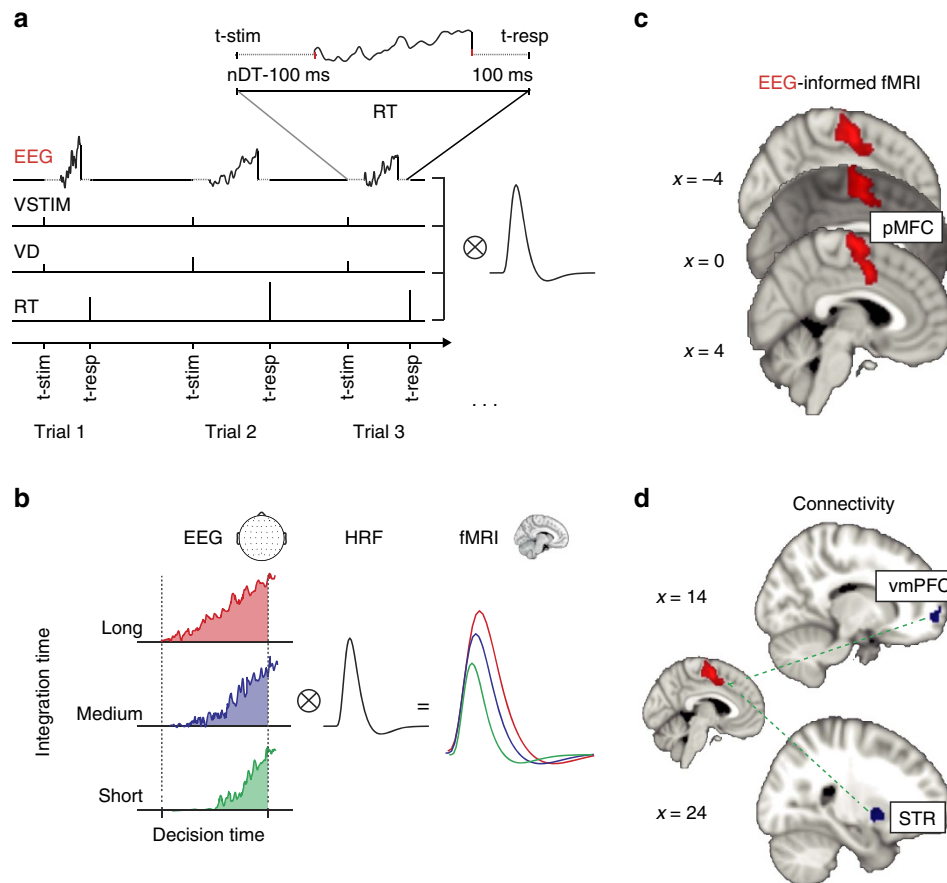 a
t-stim
t-resp
nDT-100 ms
100 ms
RT
EEG
VSTIM
VD
RT
t-stim
t-resp
t-stim
t-resp
t-stim
t-resp
Trial 1
Trial 2
Trial 3
. . .
b
EEG
HRF
fMRI
Integration time
Long
Medium
Short
⊗
=
Decision time
c
EEG-informed fMRI
x = –4
pMFC
x = 0
x = 4
d
Connectivity
x = 14
vmPFC
x = 24
STR